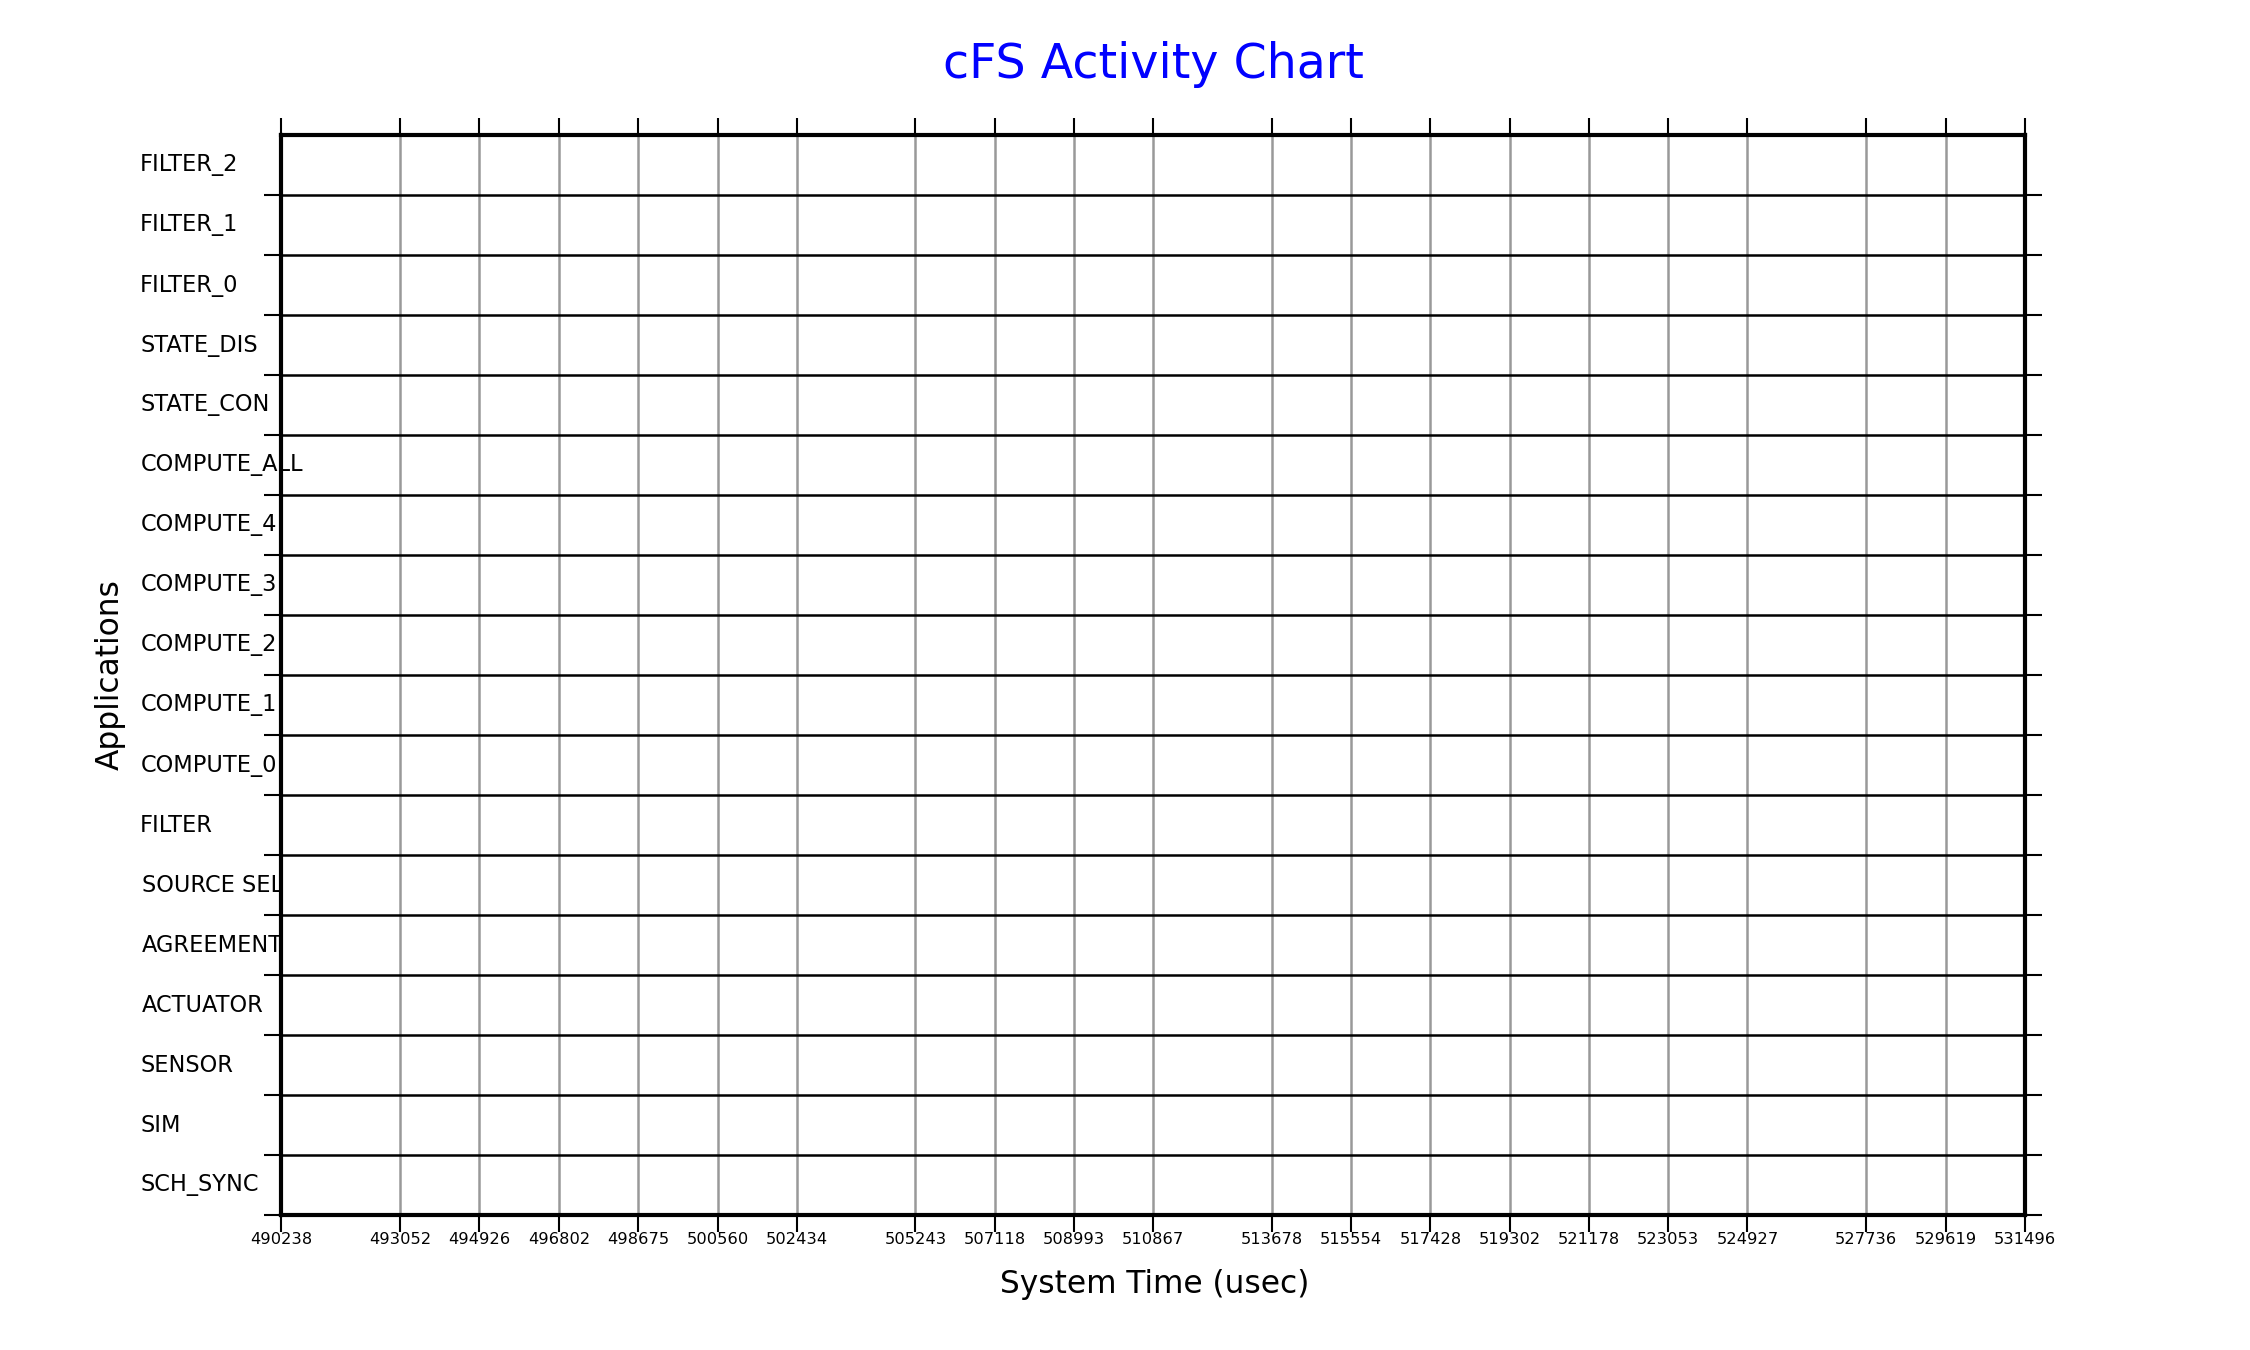 cFS Activity Chart
FILTER_2
FILTER_1
FILTER_0
STATE_DIS
STATE_CON
COMPUTE_ALL
COMPUTE_4
COMPUTE_3
COMPUTE_2
COMPUTE_1
COMPUTE_0
FILTER
SOURCE SEL
AGREEMENT
ACTUATOR
SENSOR
SIM
SCH_SYNC
Applications
490238 493052 494926 496802 498675 500560 502434 505243 507118 508993 510867 513678 515554 517428 519302 521178 523053 524927 527736 529619 531496
System Time (usec)